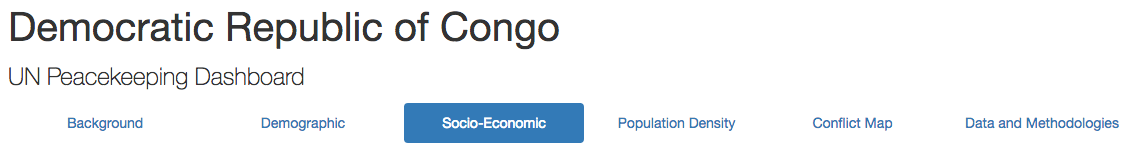 Democratic Republic of Congo
UN Peacekeeping Dashboard
Background Demographic Socio-Economic Population Density Conflict Map Data and Methodologies